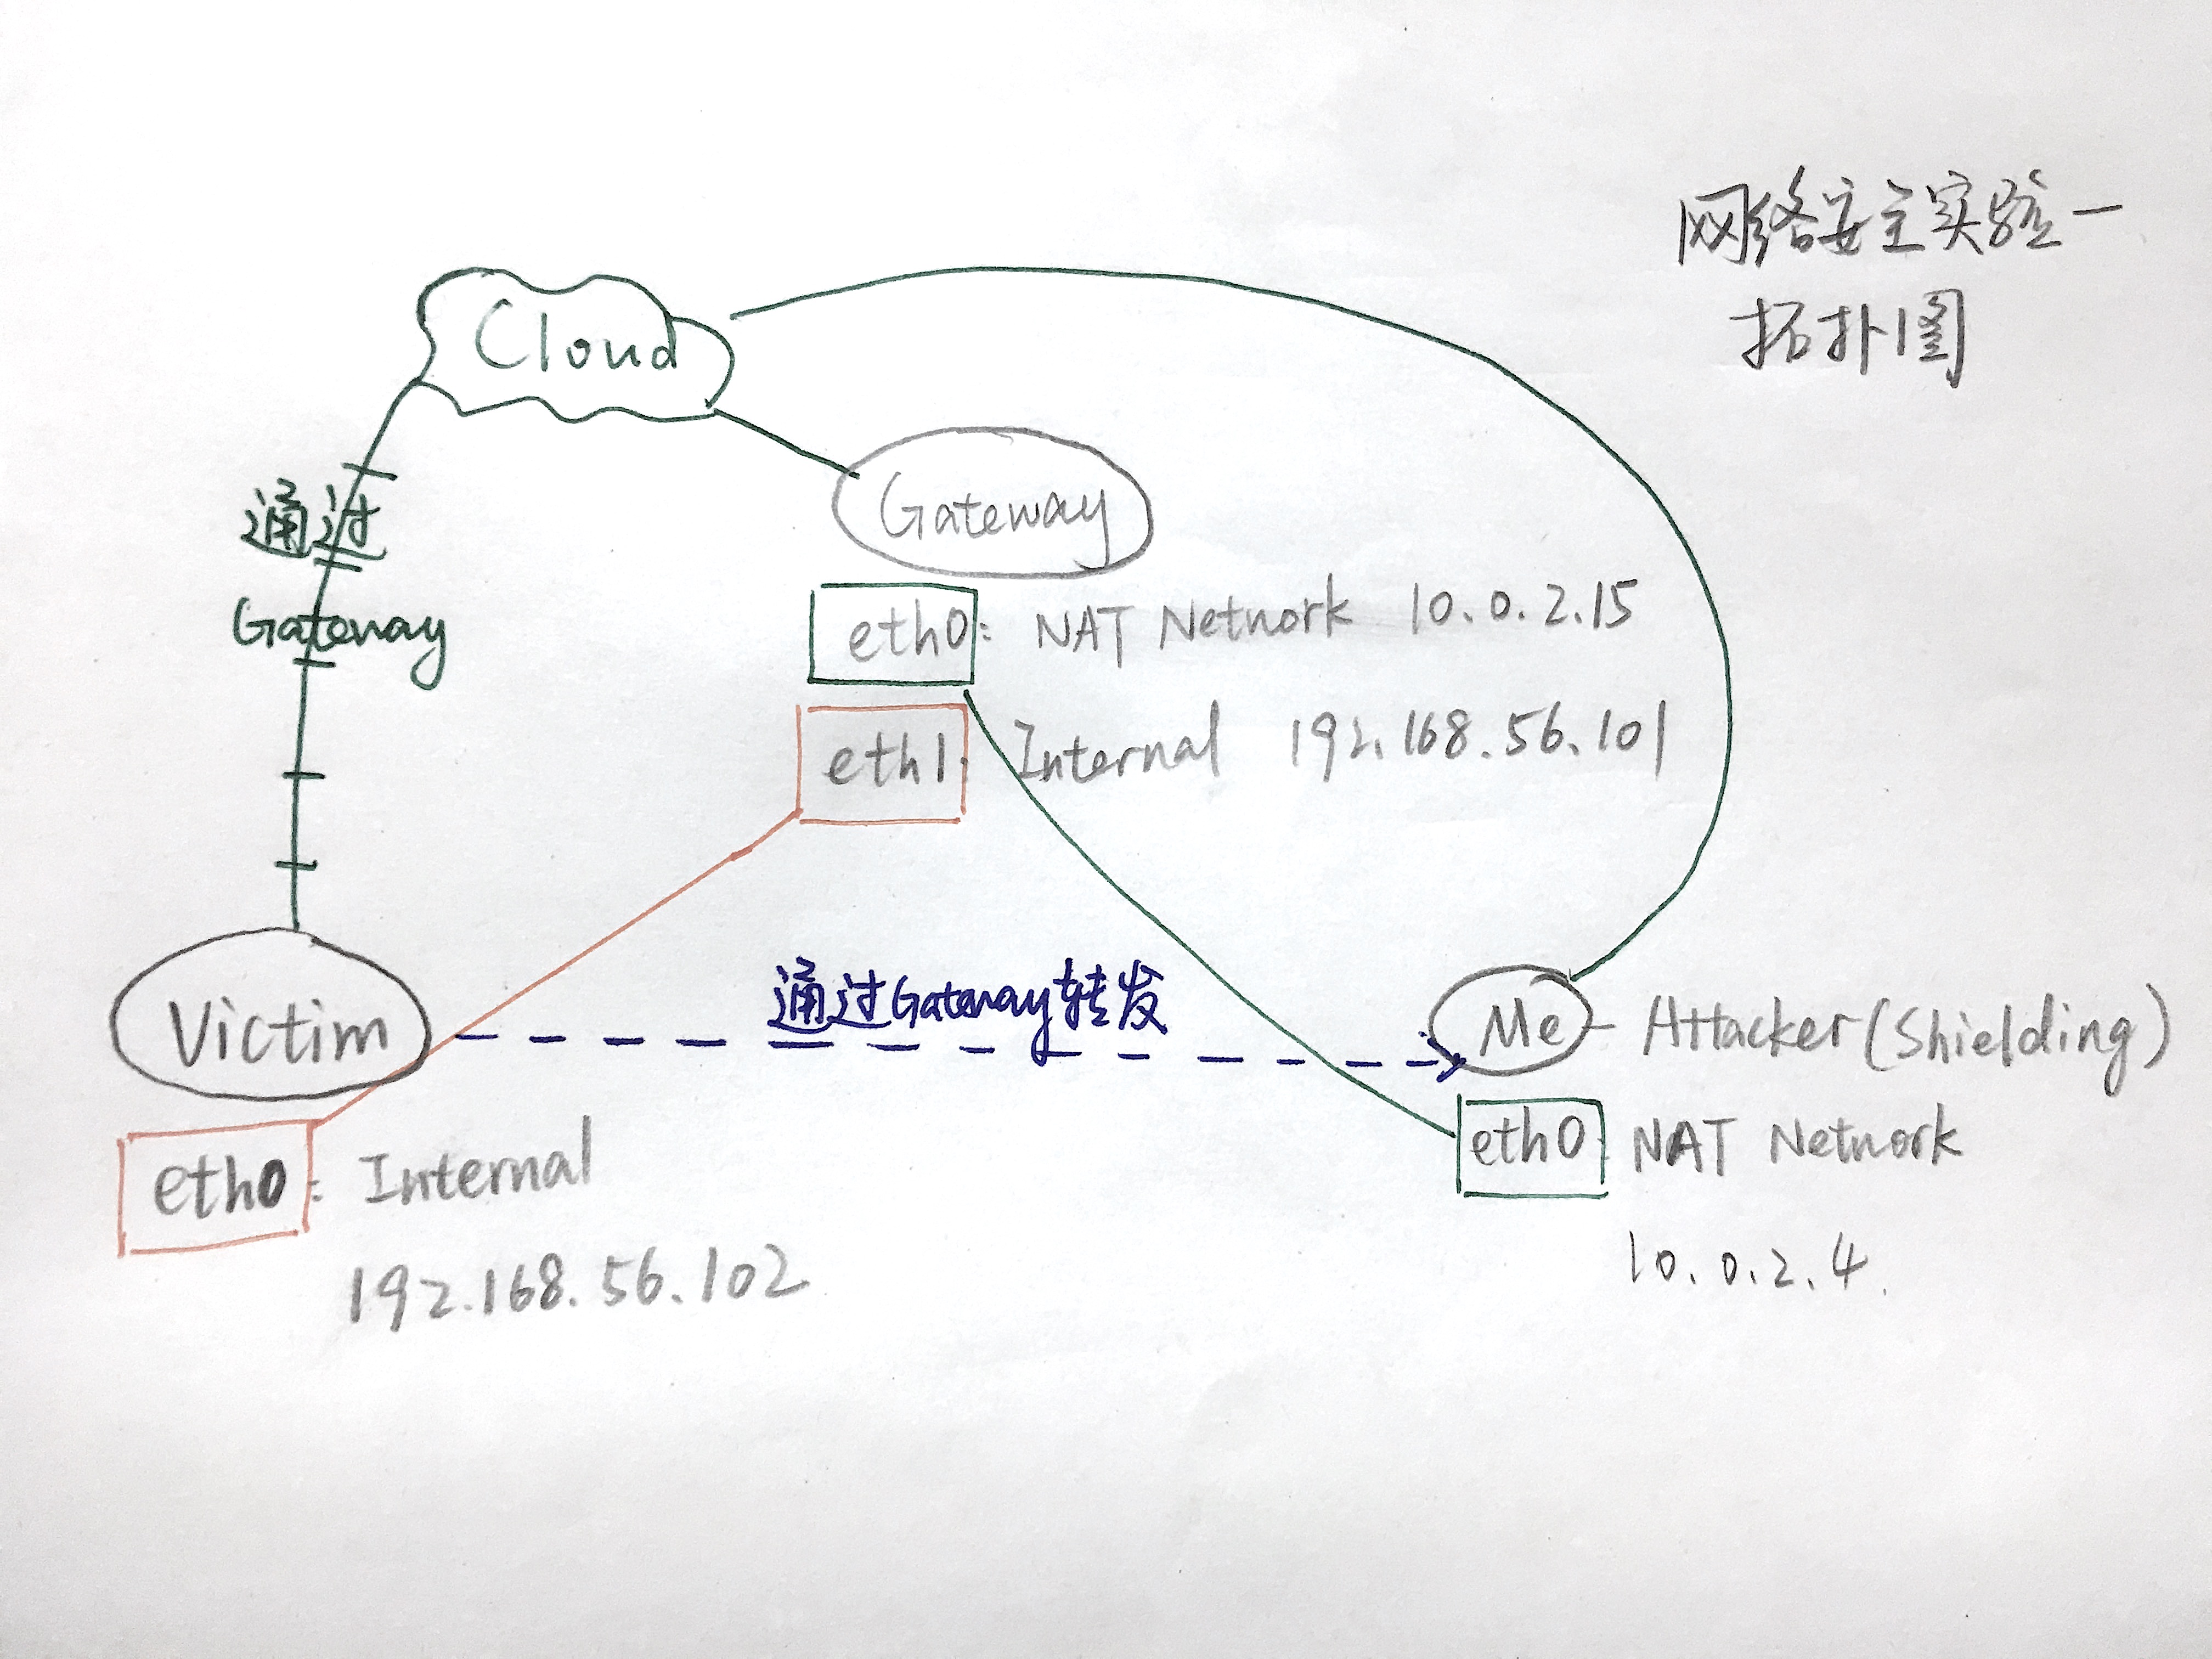 网络安全实验一
拓扑图
Cloud
Gateway
通过
Gateway
eth0: NAT Network 10.0.2.15
eth1: Internal 192.168.56.101
通过Gateway转发
Victim
Me - Attacker (Shielding)
eth0: Internal
192.168.56.102
eth0: NAT Network
10.0.2.4.